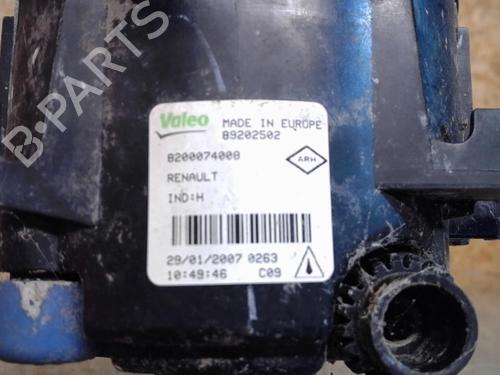 Valeo MADE IN EUROPE
89202502
8200074008
ARH
RENAULT
IND:H
29/01/2007 0263
10:49:46 C09
B-PARTS